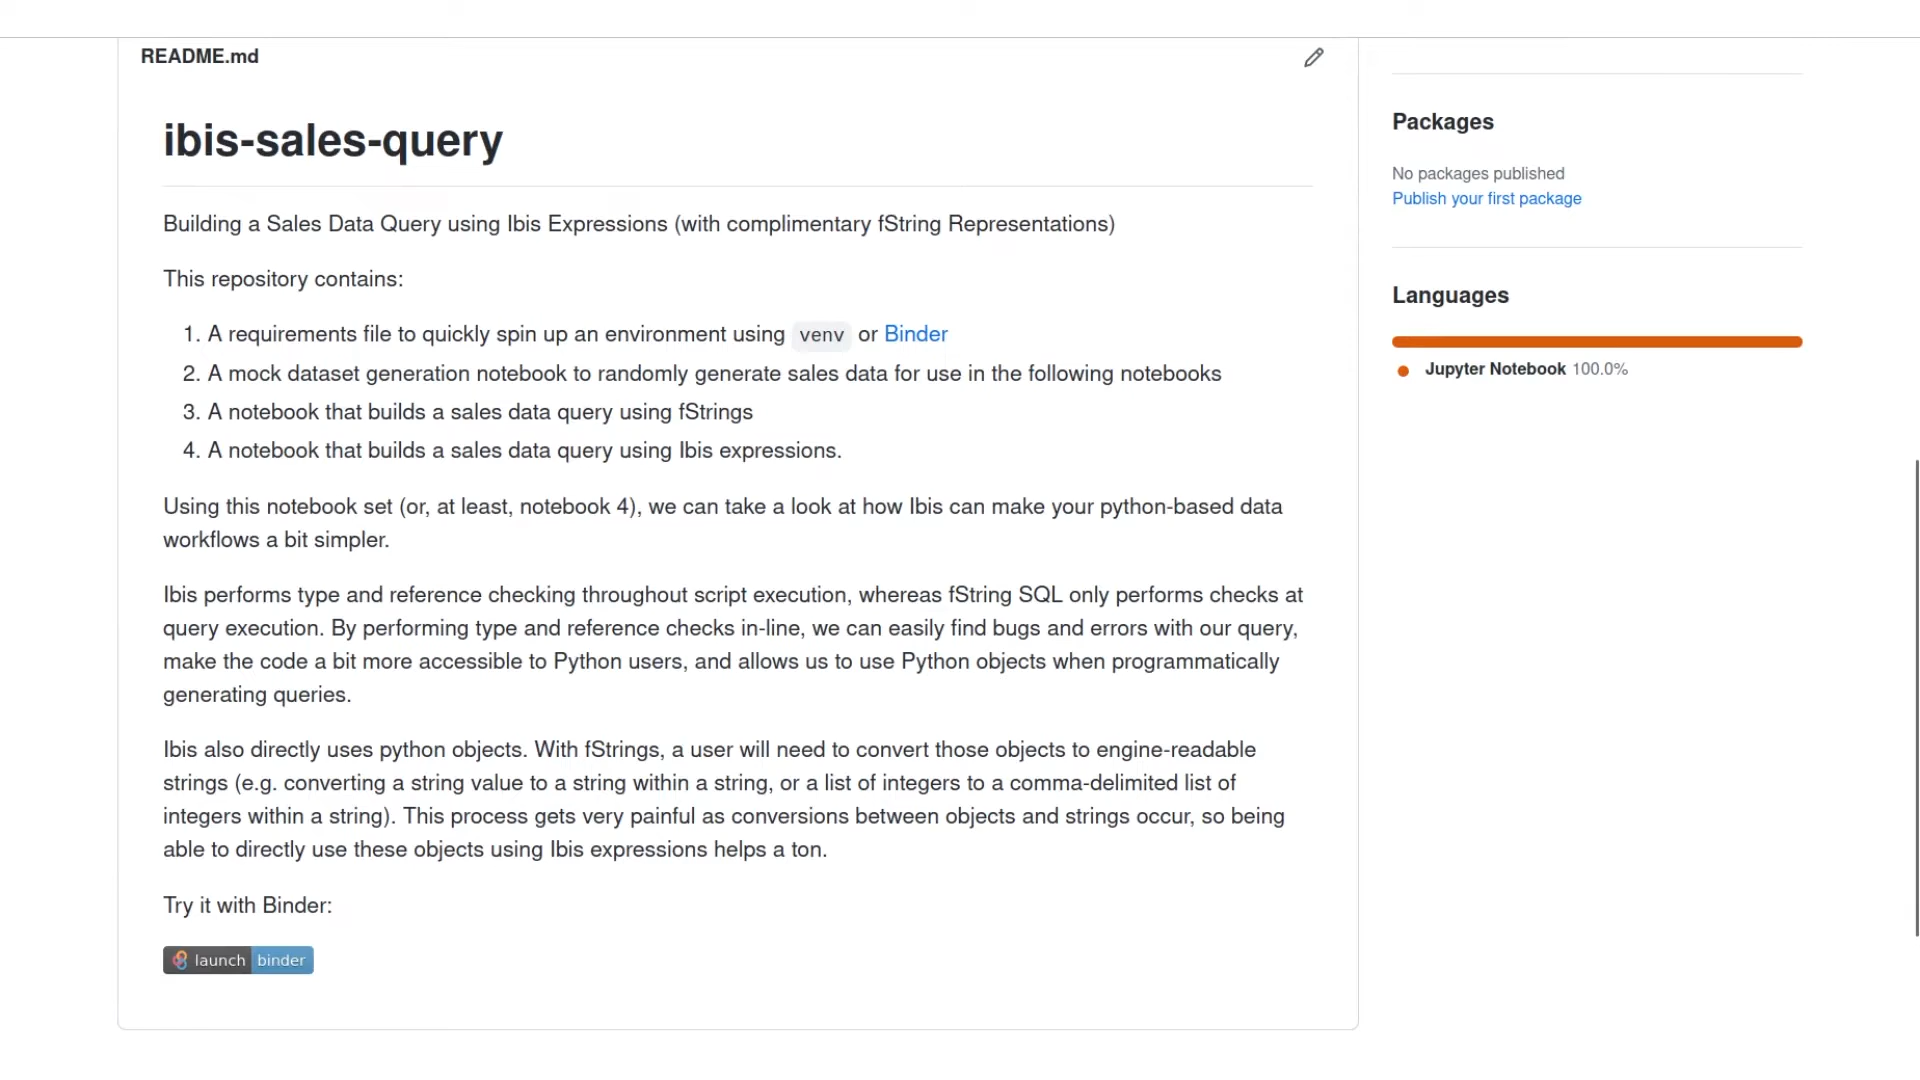 README.md
ibis-sales-query
Building a Sales Data Query using Ibis Expressions (with complimentary fString Representations)
This repository contains:
1. A requirements file to quickly spin up an environment using venv or Binder
2. A mock dataset generation notebook to randomly generate sales data for use in the following notebooks
3. A notebook that builds a sales data query using fStrings
4. A notebook that builds a sales data query using Ibis expressions.
Using this notebook set (or, at least, notebook 4), we can take a look at how Ibis can make your python-based data
workflows a bit simpler.
Ibis performs type and reference checking throughout script execution, whereas fString SQL only performs checks at
query execution. By performing type and reference checks in-line, we can easily find bugs and errors with our query,
make the code a bit more accessible to Python users, and allows us to use Python objects when programmatically
generating queries.
Ibis also directly uses python objects. With fStrings, a user will need to convert those objects to engine-readable
strings (e.g. converting a string value to a string within a string, or a list of integers to a comma-delimited list of
integers within a string). This process gets very painful as conversions between objects and strings occur, so being
able to directly use these objects using Ibis expressions helps a ton.
Try it with Binder:
launch binder
Packages
No packages published
Publish your first package
Languages
Jupyter Notebook 100.0%